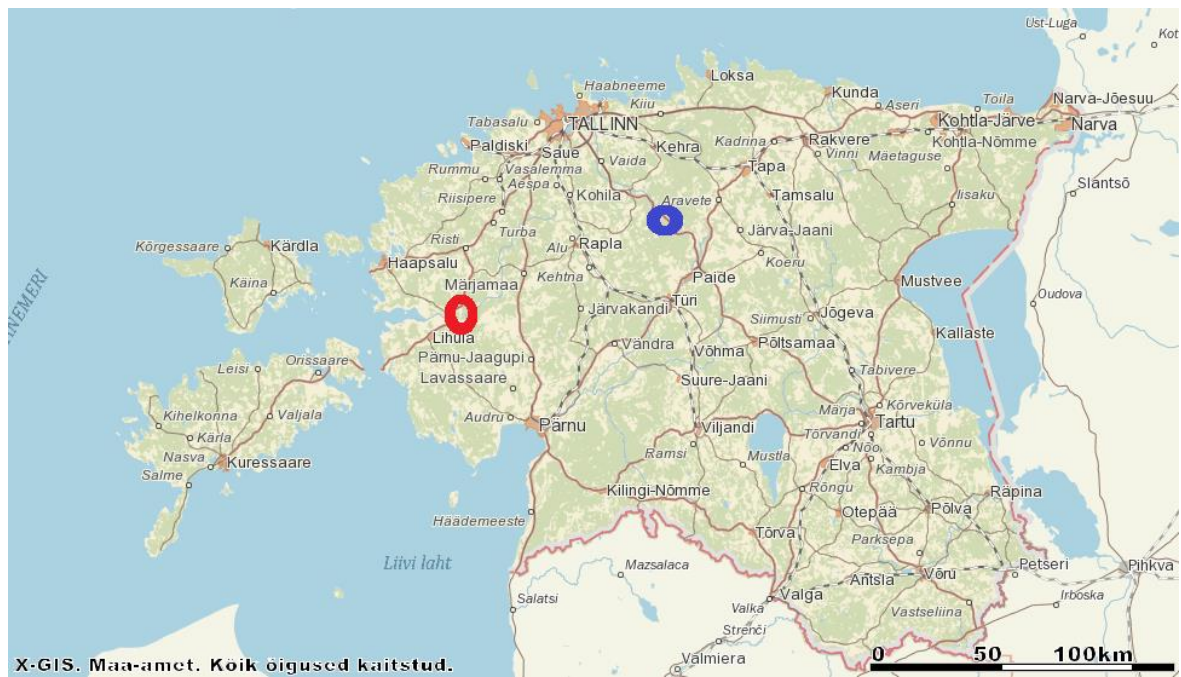 Ust-Luga
Kot
Loksa
Haabneeme
Kiiu
Kunda
Aseri
Toila
Narva-Jõesuu
Tabasalu
TALLINN
Kohtla-Järve
Narva
Paldiski
Saue
Vaida
Kehra
Kadrina
Rakvere
Vinni
Kohtla-Nõmme
Mäetaguse
Rummu
Vasalemma
Aespa
Tapa
Slantsõ
Riisipere
Kohila
Aravete
Tamsalu
Iisaku
Turba
Järva-Jaani
Kõrgessaare
Kärdla
Risti
Alu
Rapla
Haapsalu
Koeru
Käina
Märjamaa
Kehtna
Paide
Mustvee
NEMERI
Järvakandi
Türi
Siimusti
Jõgeva
Oudova
Lihula
Kallaste
Orissaare
Pärnu-Jaagupi
Vändra
Võhma
Põltsamaa
Leisi
Lavassaare
Suure-Jaani
Tabivere
Kihelkonna
Valjala
Audru
Märja
Kõrveküla
Kärla
Pärnu
Viljandi
Tõrvandi
Tartu
Nasva
Kuressaare
Ramsi
Mustla
Nõo
Võnnu
Salme
Elva
Kambja
Kilingi-Nõmme
Rõngu
Räpina
Häädemeeste
Otepää
Põlva
Tõrva
Parksepa
Liivi laht
Mazsalaca
Antsla
Võru
Petseri
Pihkva
Salatsi
Valka
Valga
Vastseliina
Irboska
Strenči
Valmiera
X-GIS. Maa-amet. Kõik õigused kaitstud.
0 50 100km